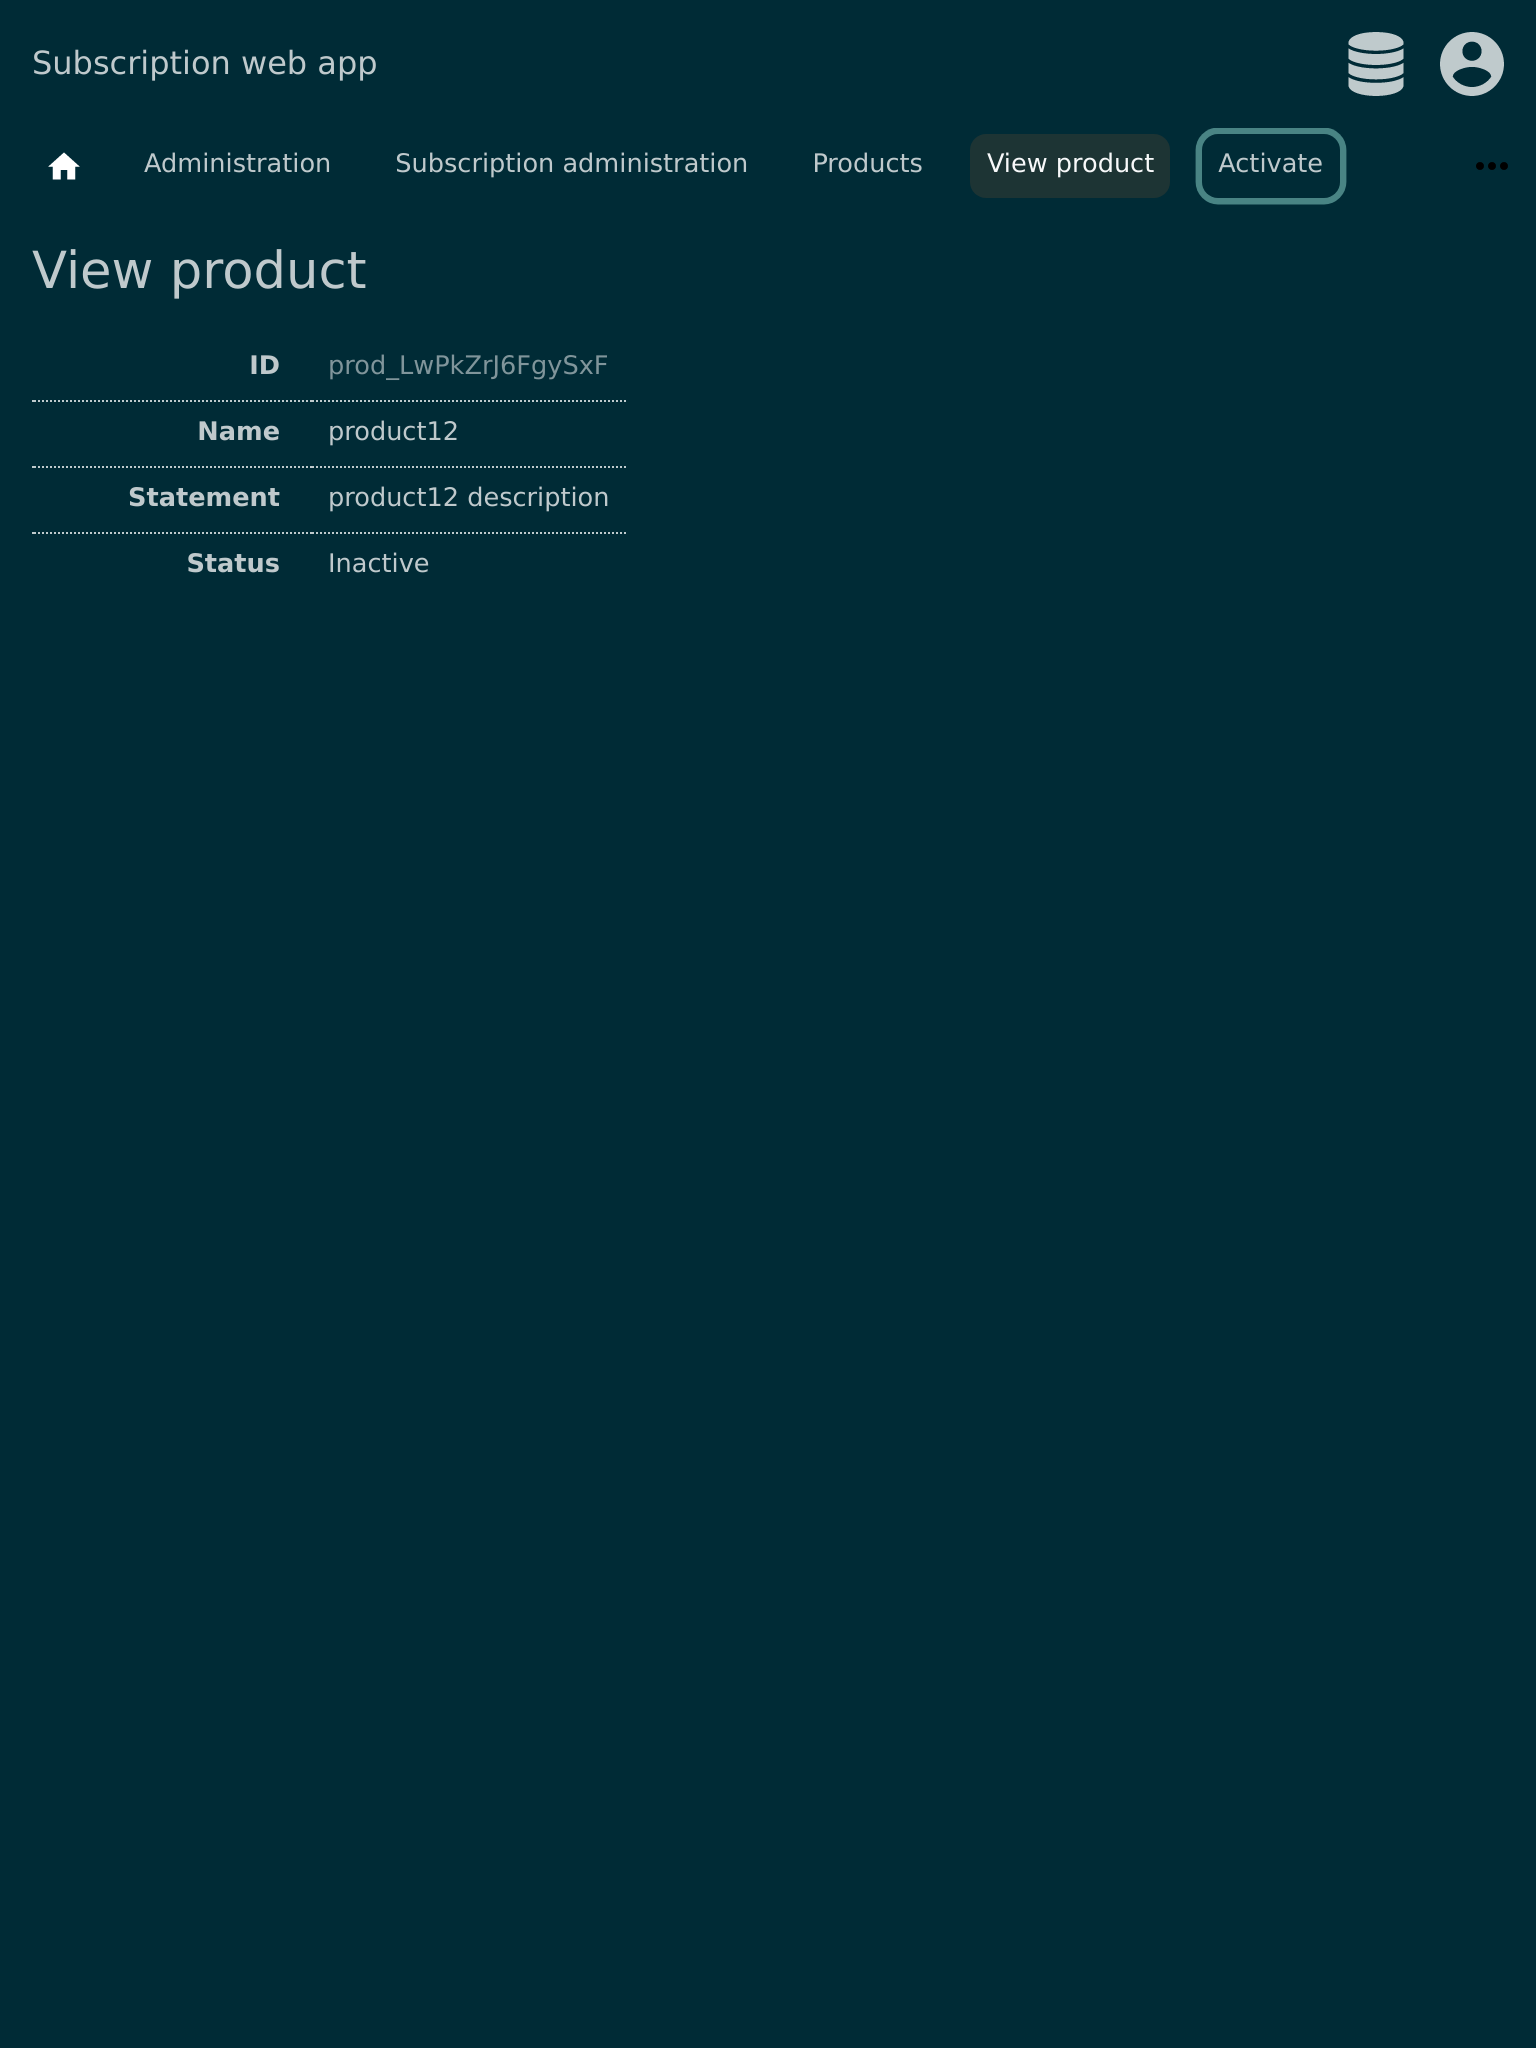 Subscription web app
Administration Subscription administration Products View product Activate
View product
ID prod_LwPkZrJ6FgySxF
Name product12
Statement product12 description
Status Inactive